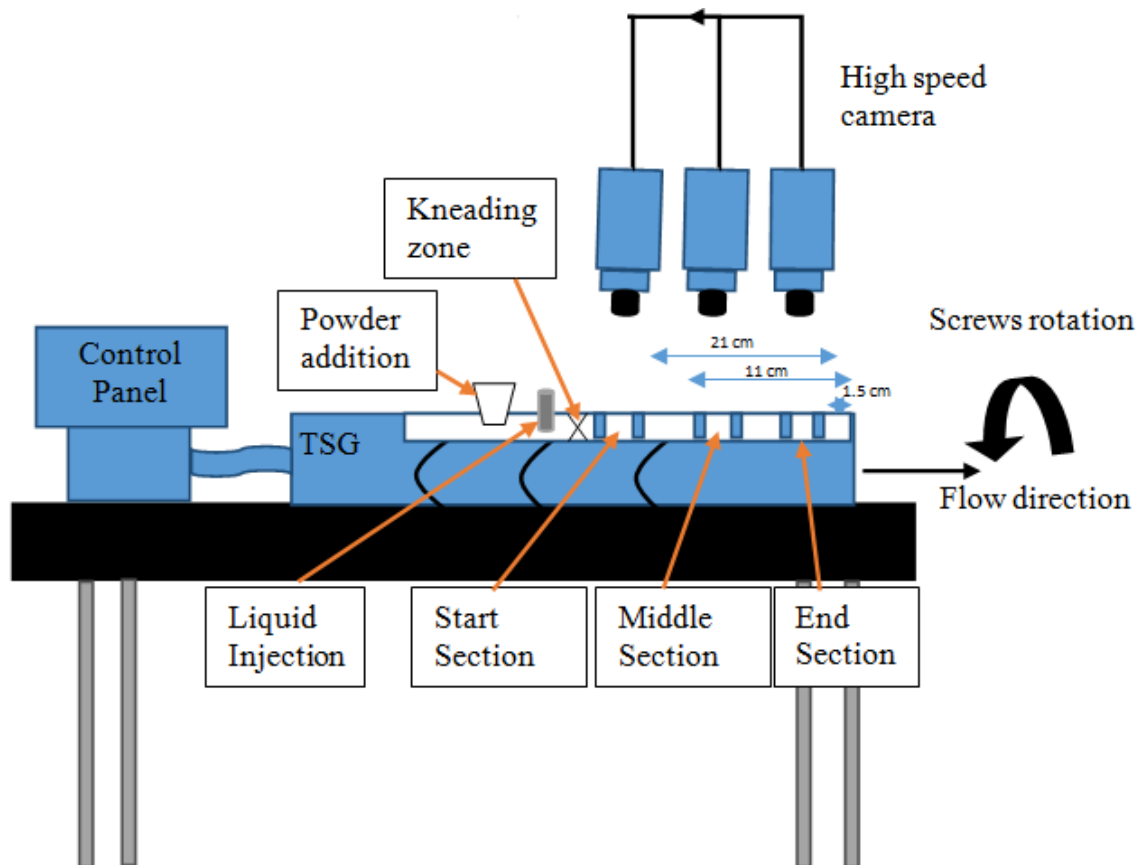 High speed
camera
Kneading
zone
Powder
addition
Control
Panel
Screws rotation
21 cm
11 cm
1.5 cm
TSG
Flow direction
Liquid
Injection
Start
Section
Middle
Section
End
Section